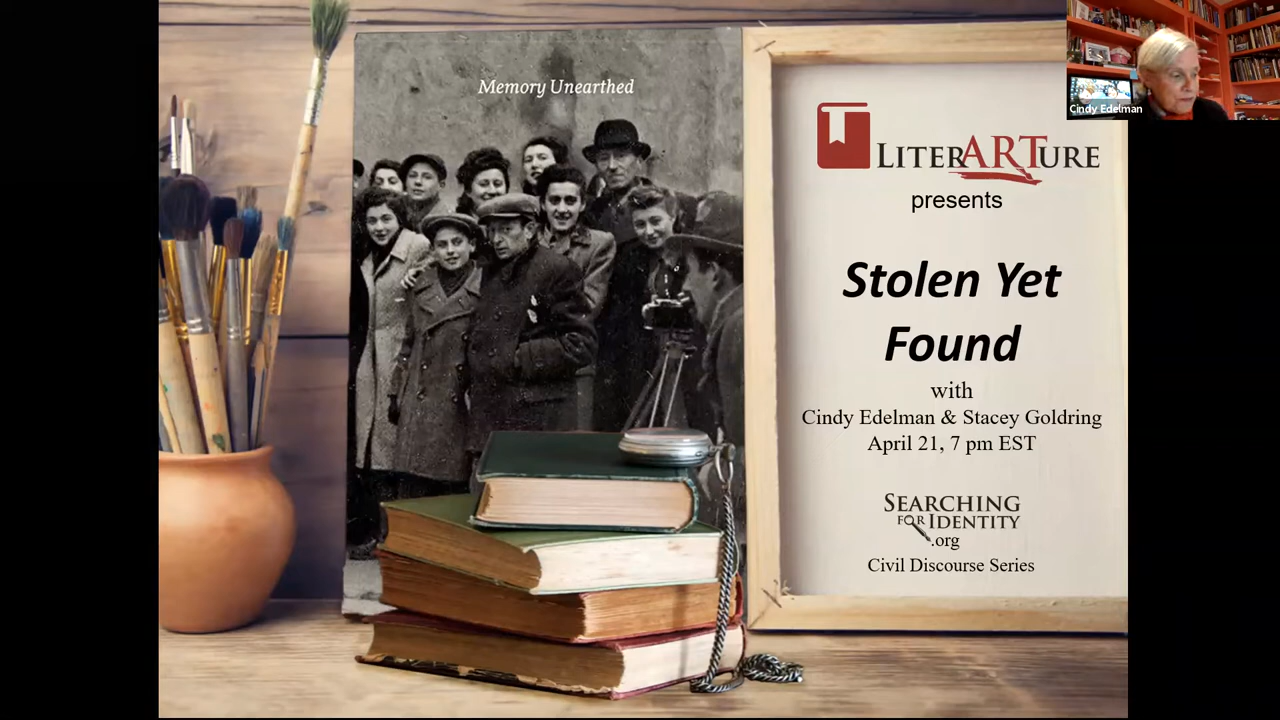 Memory Unearthed
LiterARTure
presents
Stolen Yet
Found
with
Cindy Edelman & Stacey Goldring
April 21, 7 pm EST
Searching
for Identity
.org
Civil Discourse Series
Cindy Edelman